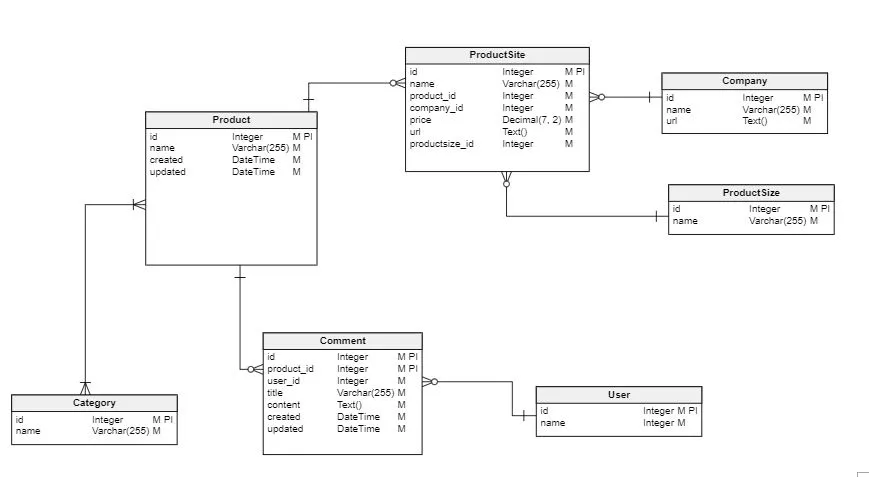 ProductSite
id Integer M PI
name Varchar(255) M
product_id Integer M
company_id Integer M
price Decimal(7, 2) M
url Text() M
productsize_id Integer M
Company
id Integer M PI
name Varchar(255) M
url Text() M
Product
id Integer M PI
name Varchar(255) M
created DateTime M
updated DateTime M
ProductSize
id Integer M PI
name Varchar(255) M
Comment
id Integer M PI
product_id Integer M PI
user_id Integer M
title Varchar(255) M
content Text() M
created DateTime M
updated DateTime M
Category
id Integer M PI
name Varchar(255) M
User
id Integer M PI
name Integer M